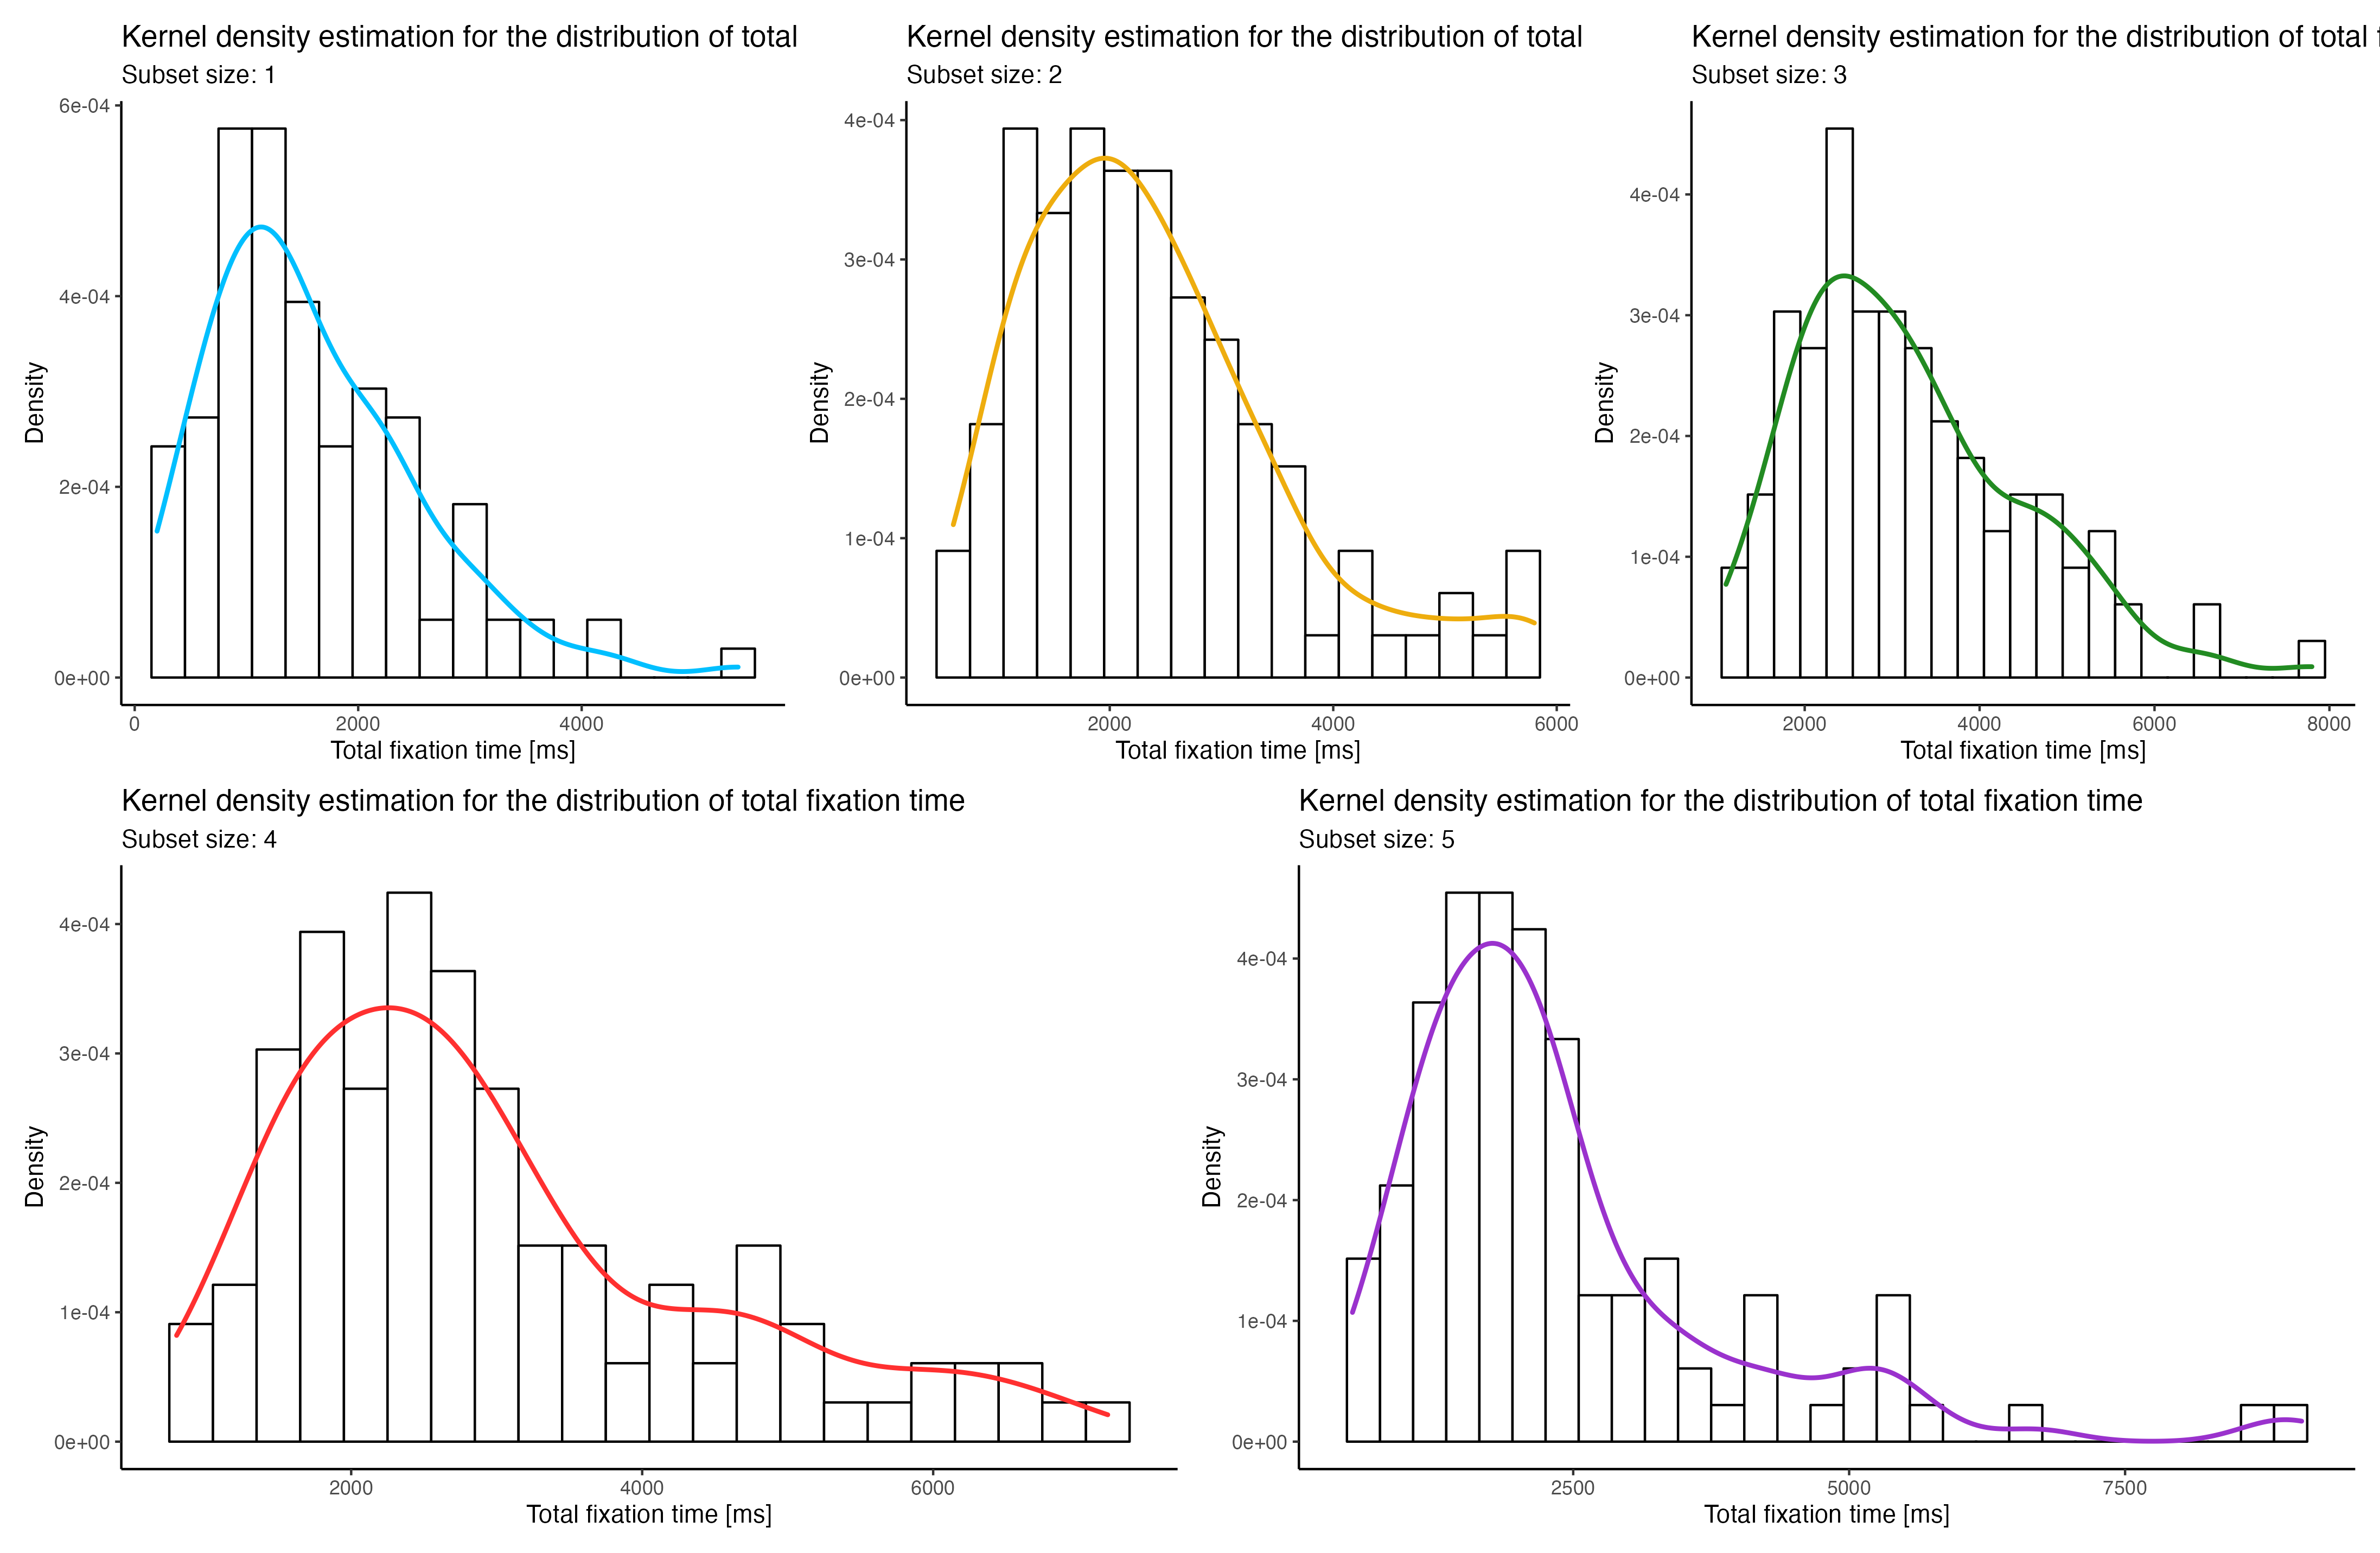 Kernel density estimation for the distribution of total
Subset size: 1
6e-04
4e-04
2e-04
0e+00
Density
0
2000
4000
Total fixation time [ms]
Kernel density estimation for the distribution of total
Subset size: 2
4e-04
3e-04
2e-04
1e-04
0e+00
Density
2000
4000
6000
Total fixation time [ms]
Kernel density estimation for the distribution of total
Subset size: 3
4e-04
3e-04
2e-04
1e-04
0e+00
Density
2000
4000
6000
8000
Total fixation time [ms]
Kernel density estimation for the distribution of total fixation time
Subset size: 4
4e-04
3e-04
2e-04
1e-04
0e+00
Density
2000
4000
6000
Total fixation time [ms]
Kernel density estimation for the distribution of total fixation time
Subset size: 5
4e-04
3e-04
2e-04
1e-04
0e+00
Density
2500
5000
7500
Total fixation time [ms]